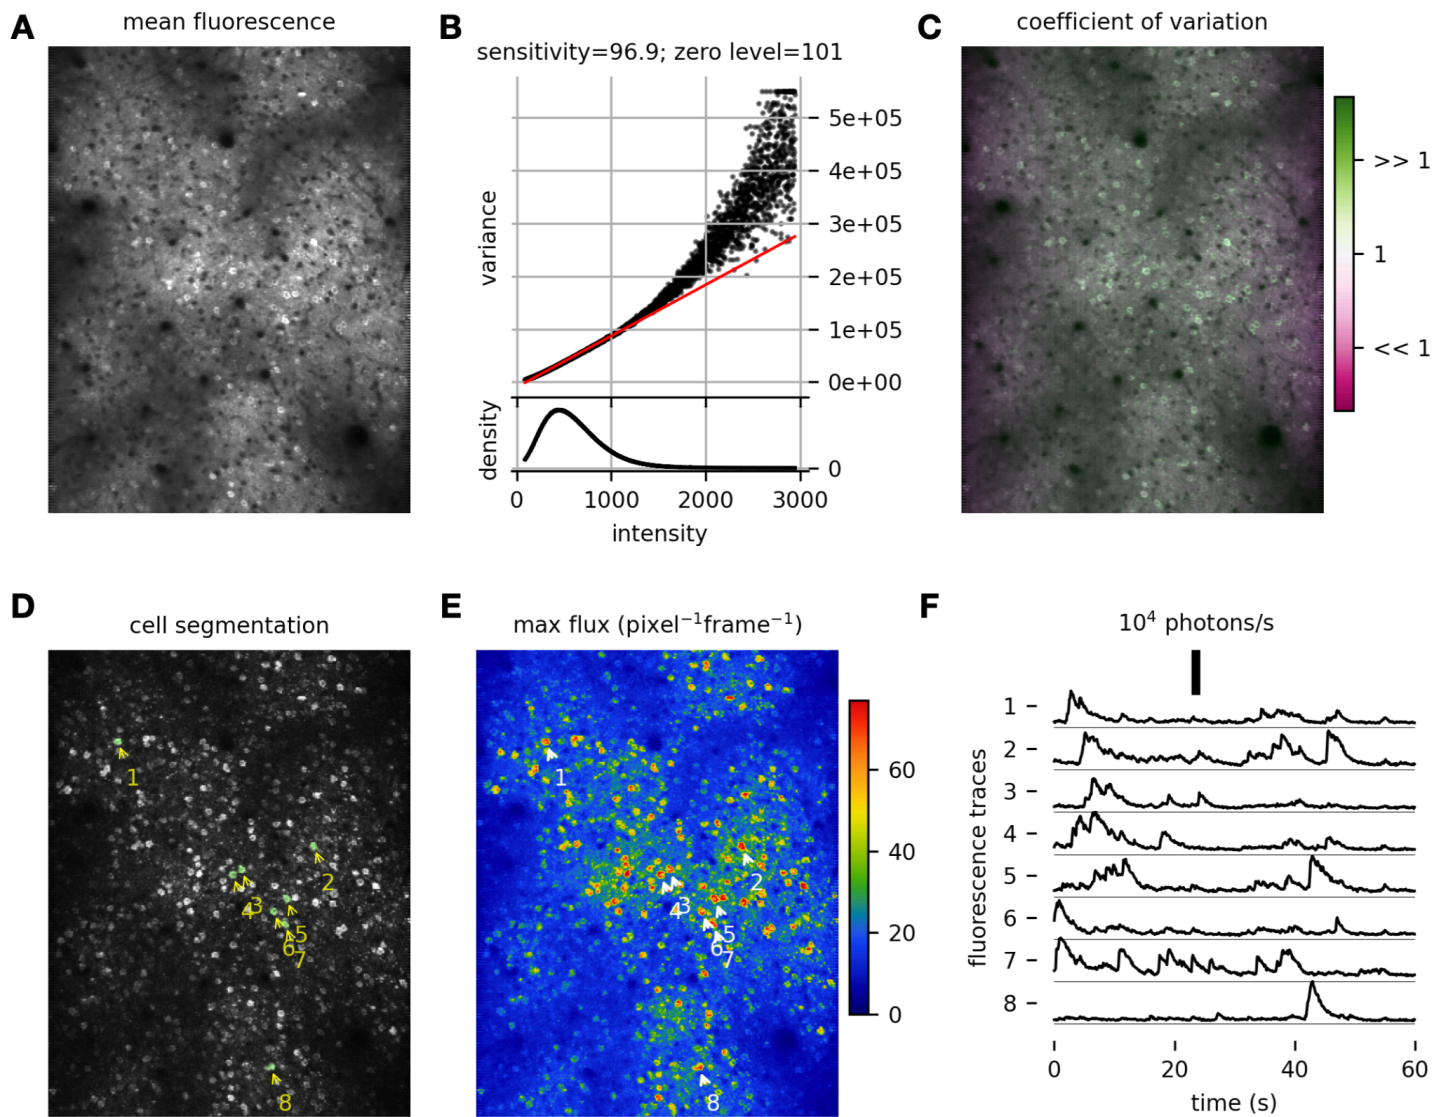 A
mean fluorescence
B
sensitivity=96.9; zero level=101
variance
5e+05
4e+05
3e+05
2e+05
1e+05
0e+00
density
0
0
1000
2000
3000
intensity
C
coefficient of variation
>> 1
1
<< 1
D
cell segmentation
1
2
3
4
5
6
7
8
E
max flux (pixel⁻¹frame⁻¹)
1
2
3
4
5
6
7
8
60
40
20
0
F
10⁴ photons/s
fluorescence traces
1
2
3
4
5
6
7
8
0
20
40
60
time (s)